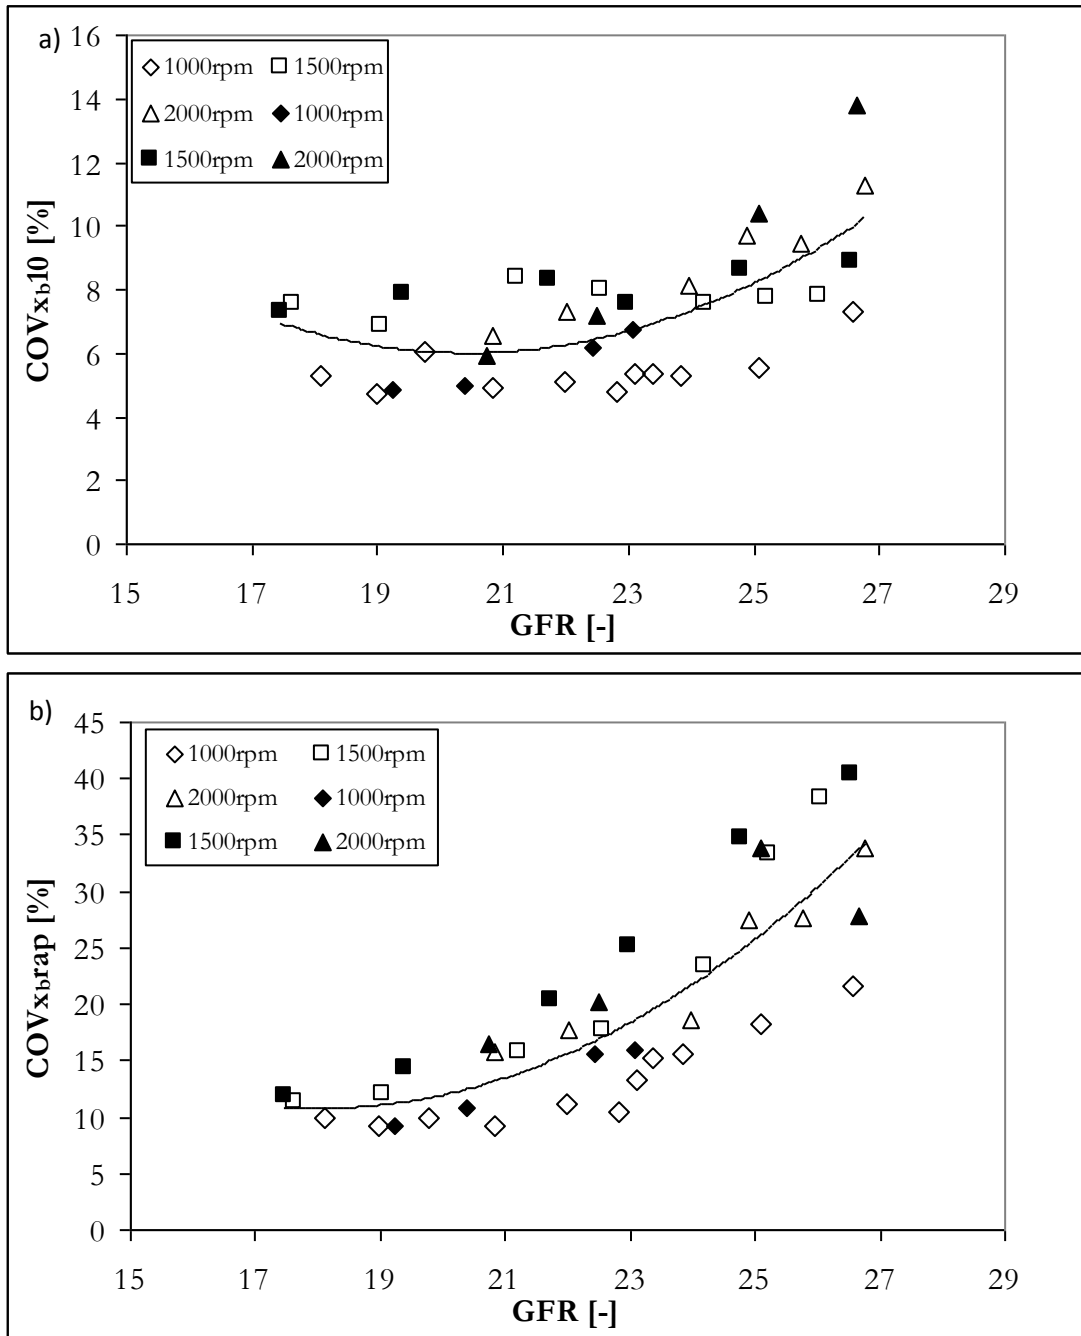 a)
16
14
12
10
8
6
4
2
0
COVxb10 [%]
1000rpm 1500rpm
2000rpm 1000rpm
1500rpm 2000rpm
15 17 19 21 23 25 27 29
GFR [-]
b)
45
40
35
30
25
20
15
10
5
0
COVxbrap [%]
1000rpm 1500rpm
2000rpm 1000rpm
1500rpm 2000rpm
15 17 19 21 23 25 27 29
GFR [-]